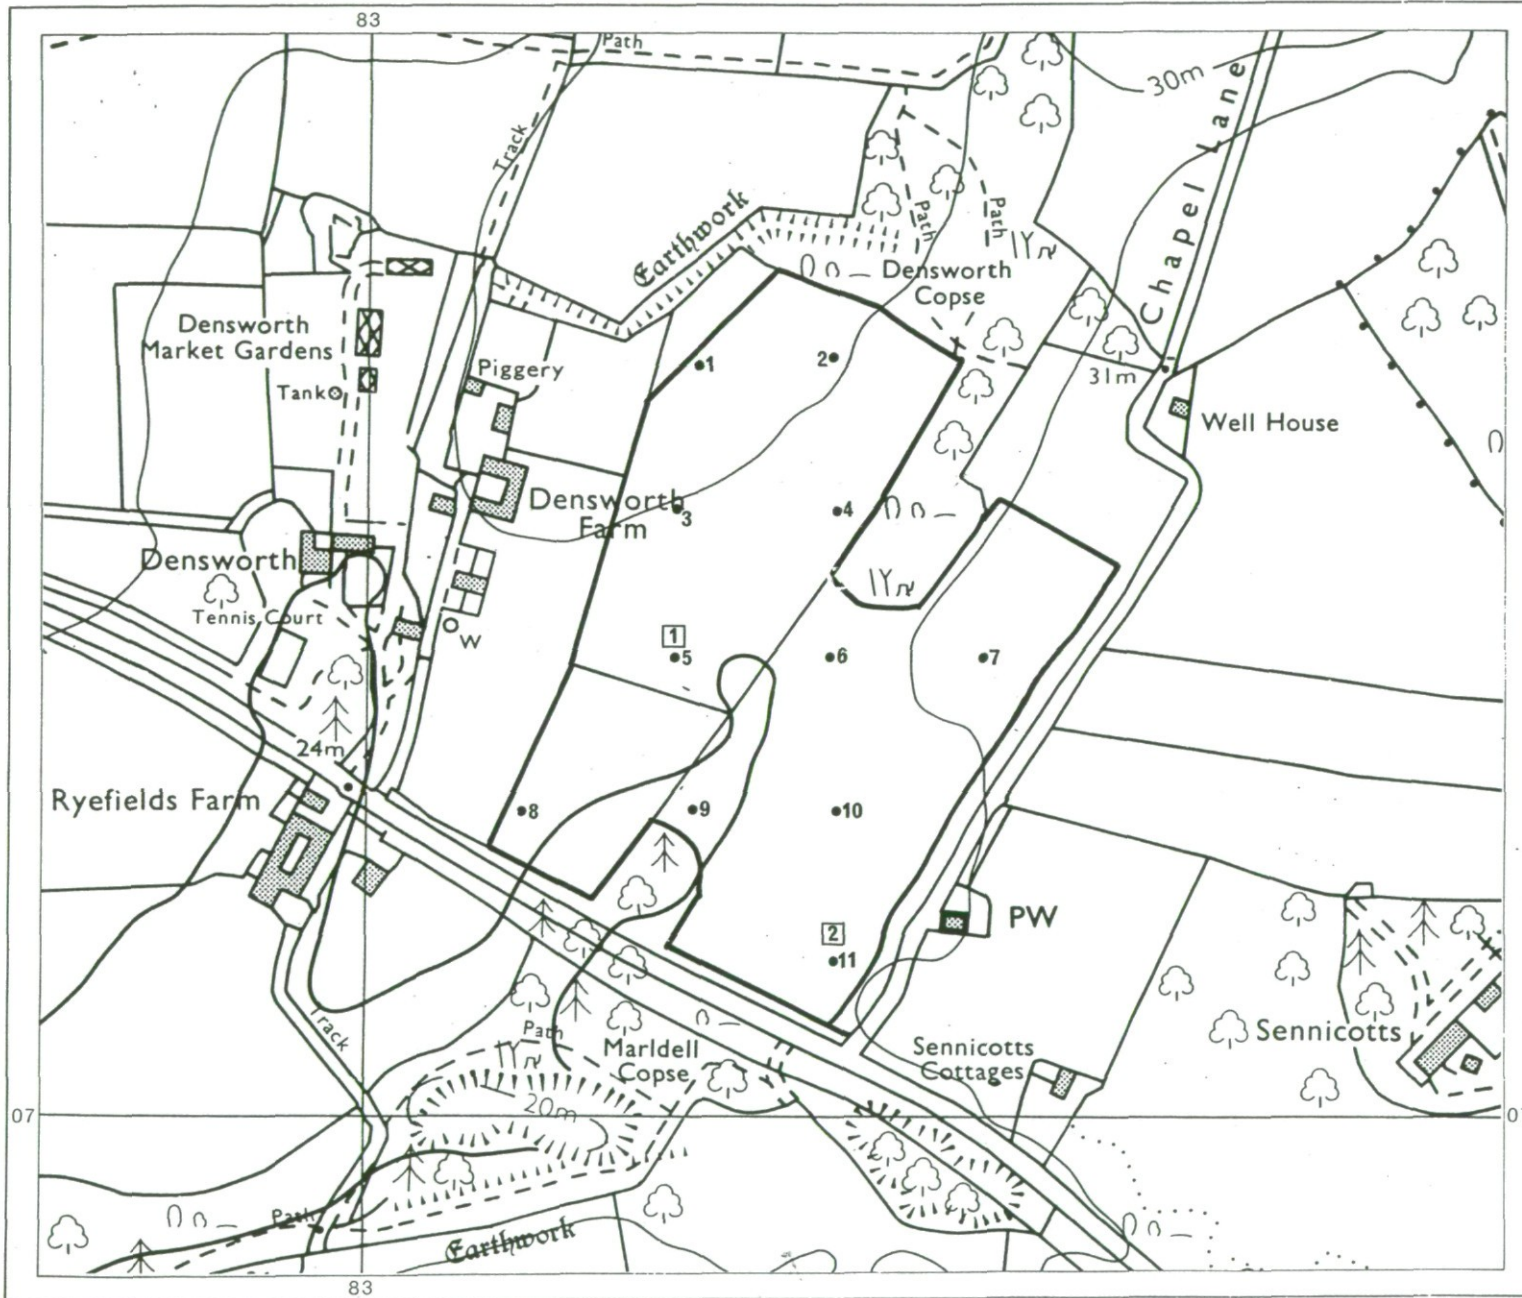 83
Path
30m
Chapel Lane
Track
Earthwork
Path
Path
Densworth
Copse
Densworth
Market Gardens
Piggery
1
2
31m
Tank
Well House
Densworth
Farm
3
4
Densworth
Tennis Court
W
1
5
6
7
24m
Ryefields Farm
8
9
10
PW
2
11
Track
Path
Marldell
Copse
Sennicotts
Cottages
Sennicotts
07
20m
Path
Earthwork
83